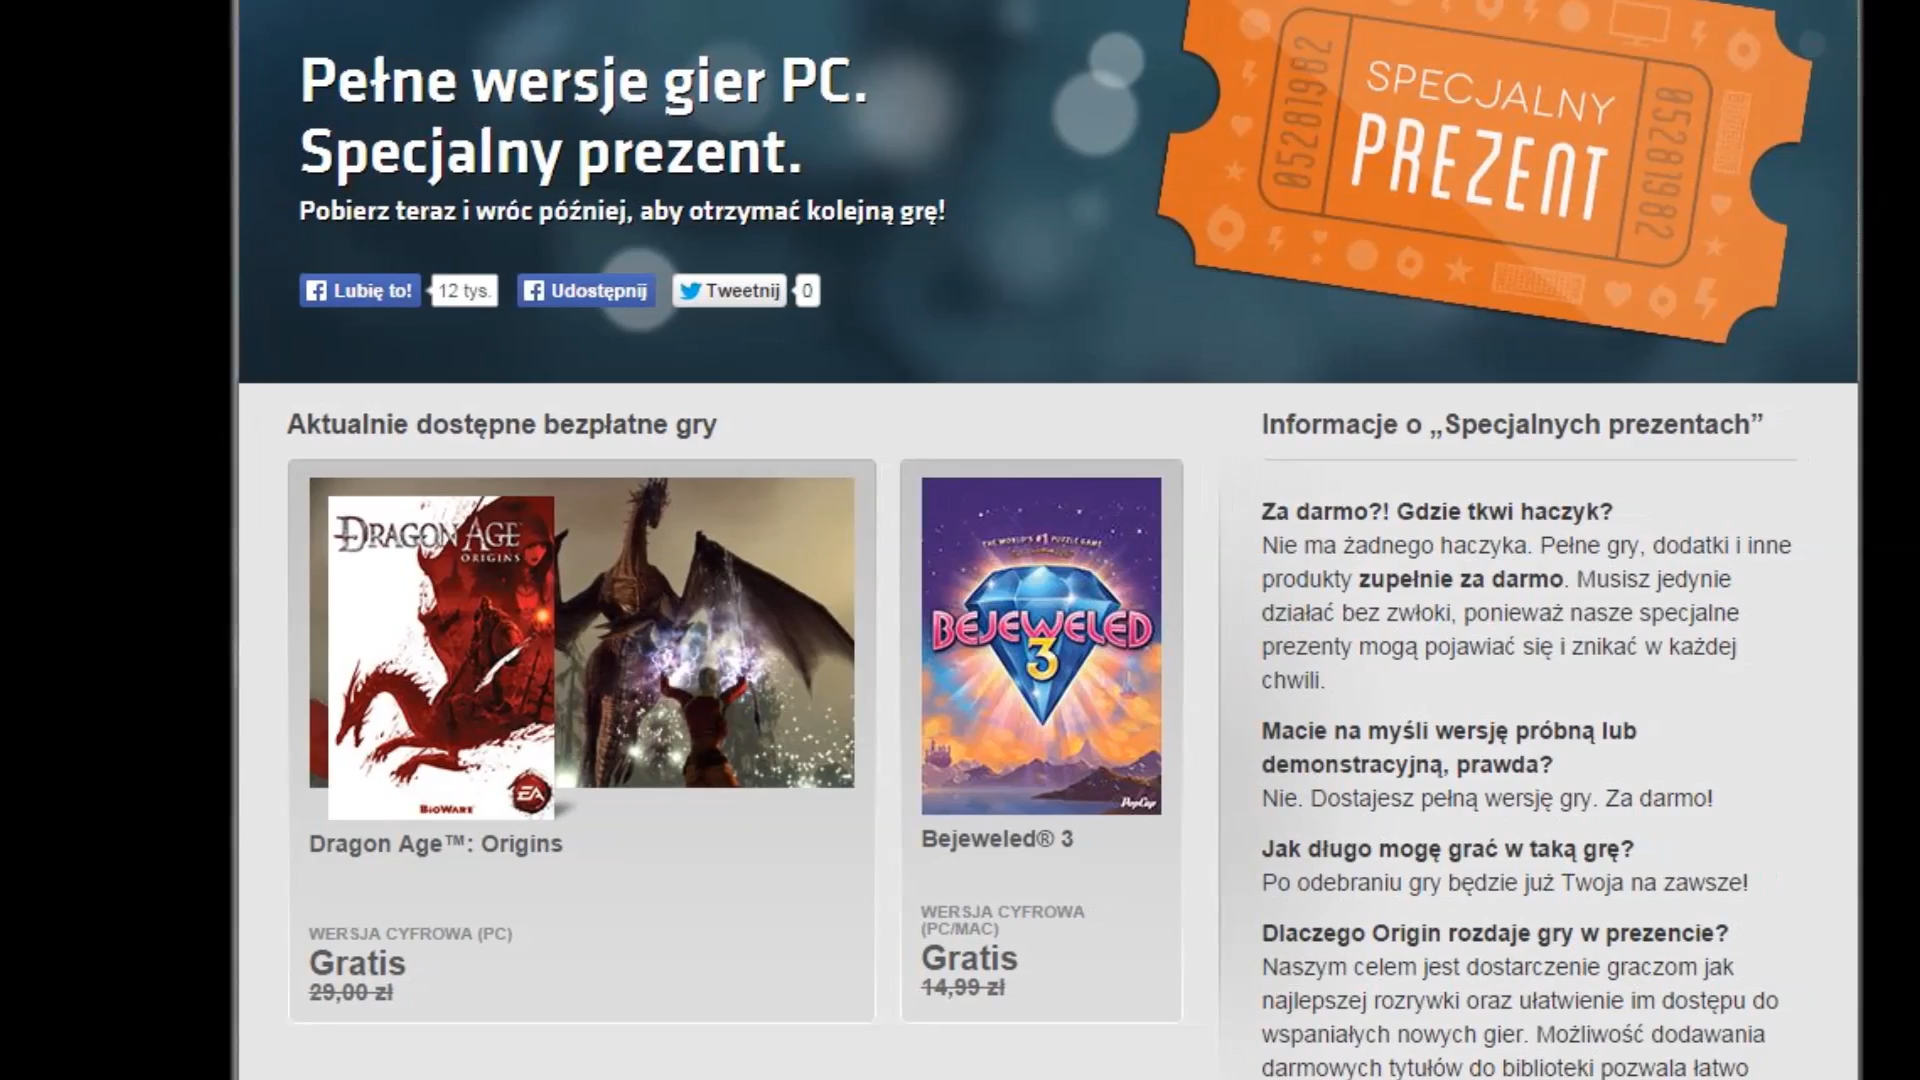 Pełne wersje gier PC.
Specjalny prezent.
Pobierz teraz i wróc później, aby otrzymać kolejną grę!
Lubię to!
12 tys.
Udostępnij
Tweetnij
0
05281982
SPECJALNY
PREZENT
05281982
Aktualnie dostępne bezpłatne gry
DRAGON AGE
ORIGINS
BIOWARE
EA
Dragon Age™: Origins
WERSJA CYFROWA (PC)
Gratis
29,00 zł
THE WORLD'S #1 PUZZLE GAME
BEJEWELED
3
PopCap
Bejeweled® 3
WERSJA CYFROWA
(PC/MAC)
Gratis
14,99 zł
Informacje o „Specjalnych prezentach”
Za darmo?! Gdzie tkwi haczyk?
Nie ma żadnego haczyka. Pełne gry, dodatki i inne
produkty zupełnie za darmo. Musisz jedynie
działać bez zwłoki, ponieważ nasze specjalne
prezenty mogą pojawiać się i znikać w każdej
chwili.
Macie na myśli wersję próbną lub
demonstracyjną, prawda?
Nie. Dostajesz pełną wersję gry. Za darmo!
Jak długo mogę grać w taką grę?
Po odebraniu gry będzie już Twoja na zawsze!
Dlaczego Origin rozdaje gry w prezencie?
Naszym celem jest dostarczenie graczom jak
najlepszej rozrywki oraz ułatwienie im dostępu do
wspaniałych nowych gier. Możliwość dodawania
darmowych tytułów do biblioteki pozwala łatwo